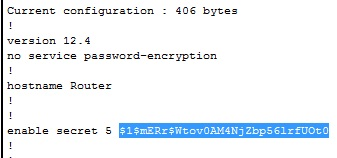 Current configuration : 406 bytes
!
version 12.4
no service password-encryption
!
hostname Router
!
!
enable secret 5 $1$mERr$Wtov0AM4NjZbp56lrfUOt0
!
!